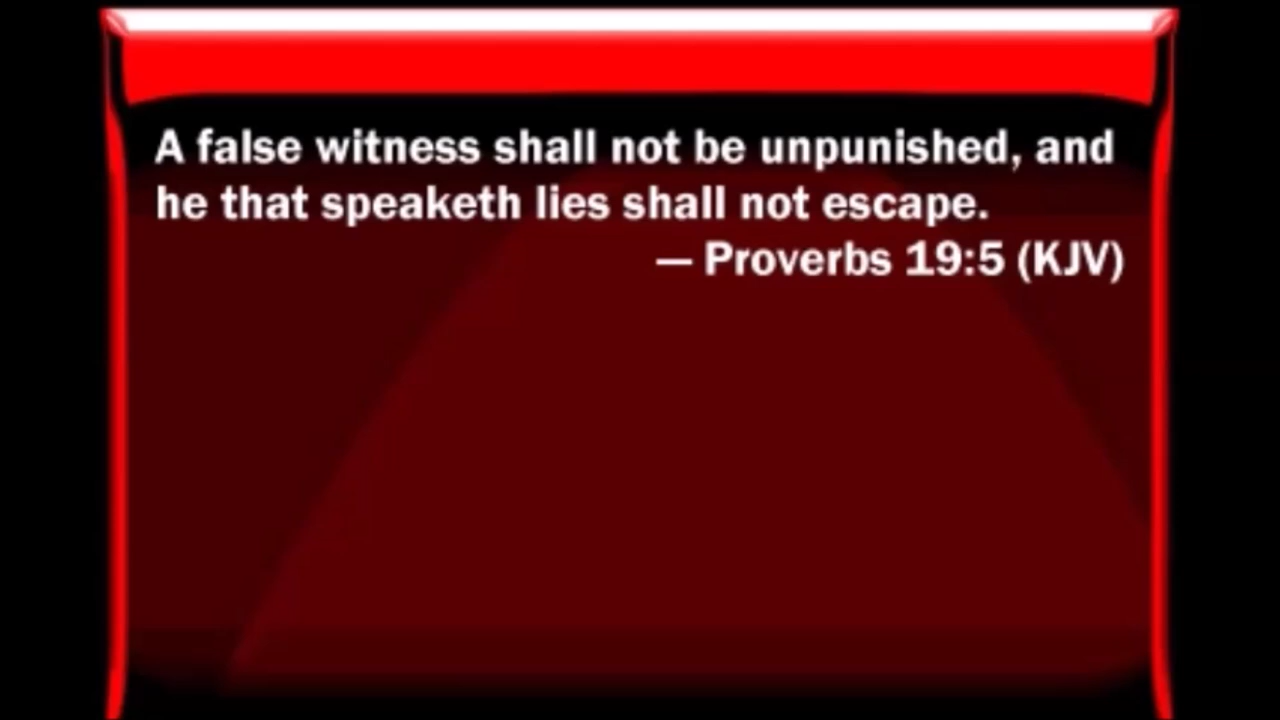 A false witness shall not be unpunished, and
he that speaketh lies shall not escape.
— Proverbs 19:5 (KJV)